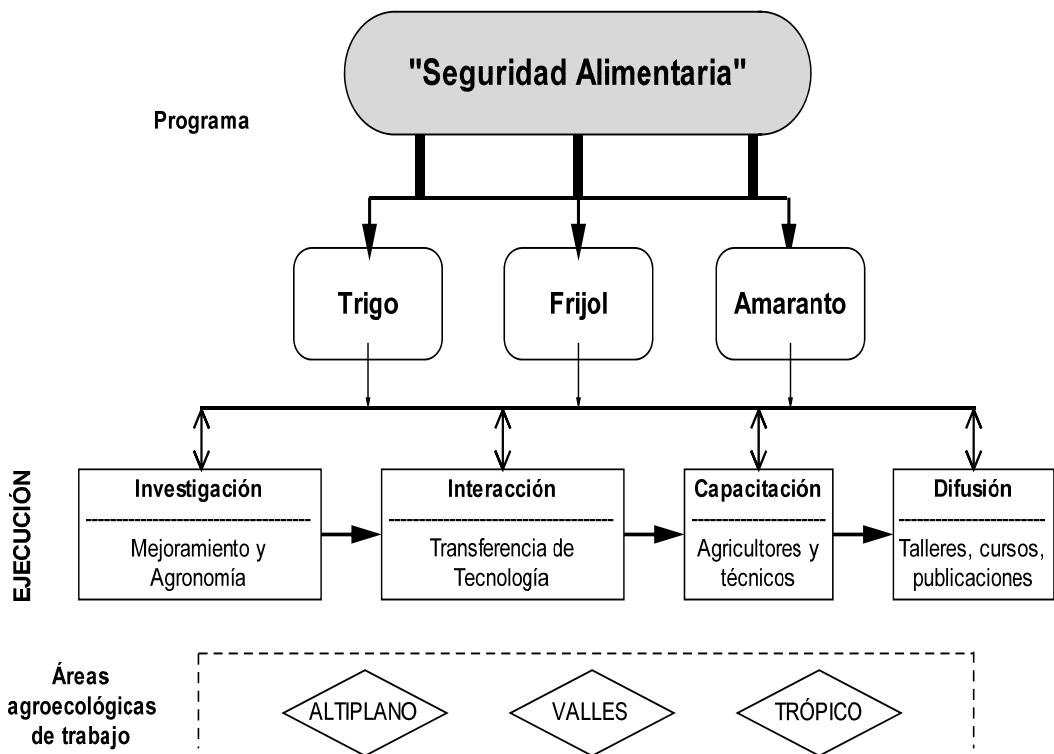 "Seguridad Alimentaria"
Programa
Trigo
Frijol
Amaranto
EJECUCIÓN
Investigación
Mejoramiento y
Agronomía
Interacción
Transferencia de
Tecnología
Capacitación
Agricultores y
técnicos
Difusión
Talleres, cursos,
publicaciones
Áreas
agroecológicas
de trabajo
ALTIPLANO
VALLES
TRÓPICO